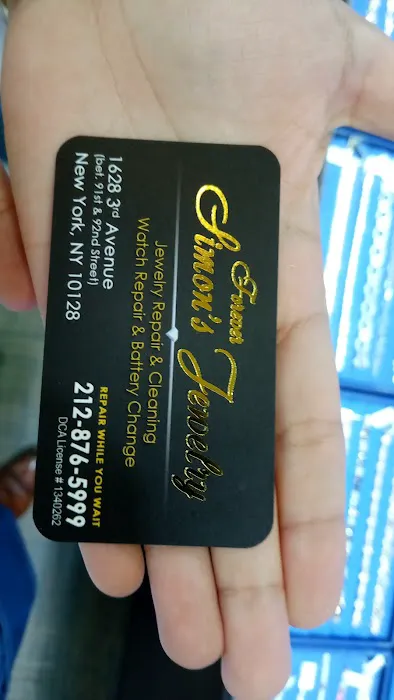 Forever
Simon's Jewelry
Jewelry Repair & Cleaning
Watch Repair & Battery Change
1628 3rd Avenue
(bet. 91st & 92nd Street)
New York, NY 10128
REPAIR WHILE YOU WAIT
212-876-5999
DCA License # 1340262